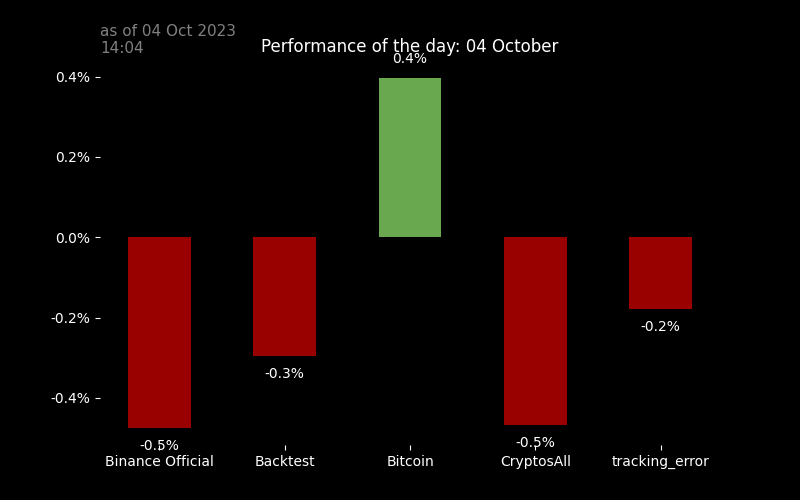 as of 04 Oct 2023
14:04
Performance of the day: 04 October
0.4%
0.4%
0.2%
0.0%
-0.2%
-0.4%
-0.3%
-0.2%
-0.5%
-0.5%
Binance Official
Backtest
Bitcoin
CryptosAll
tracking_error